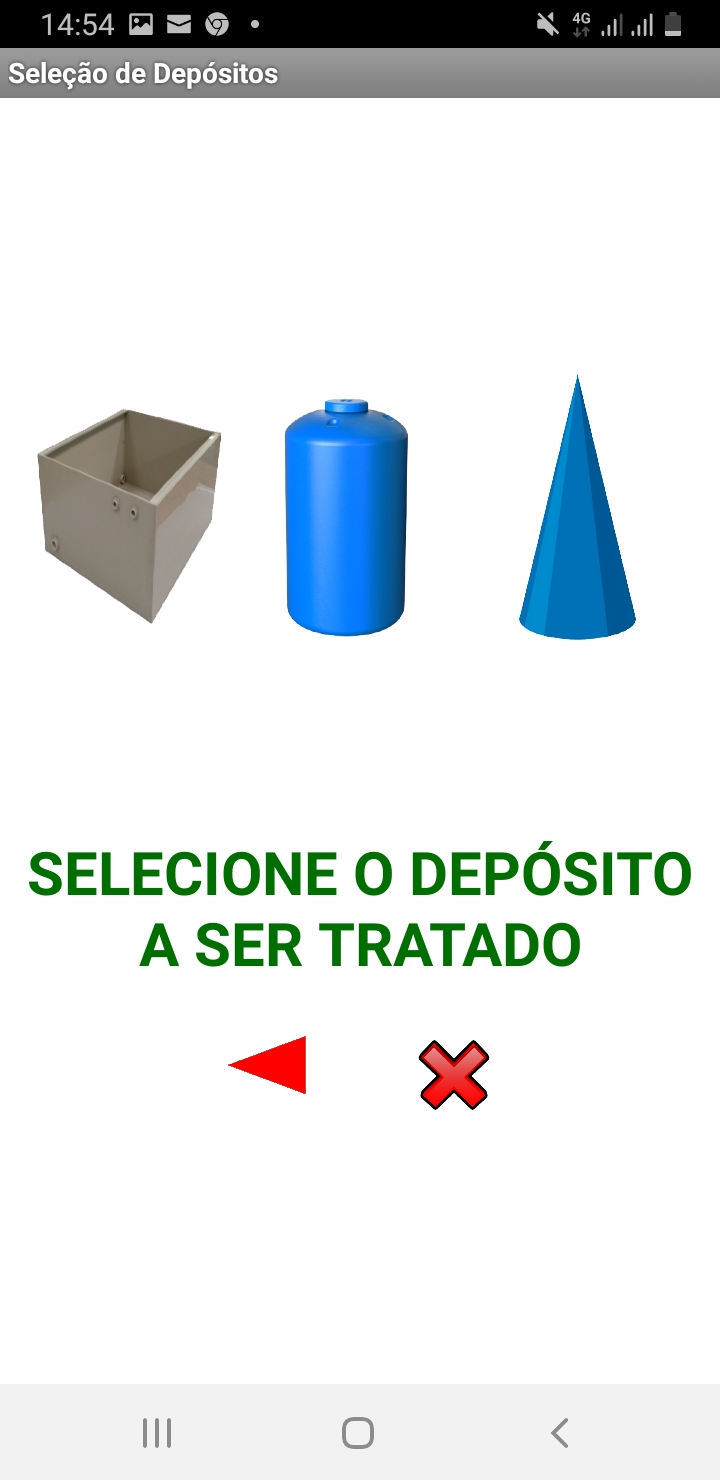 14:54
4G
Seleção de Depósitos
SELECIONE O DEPÓSITO
A SER TRATADO